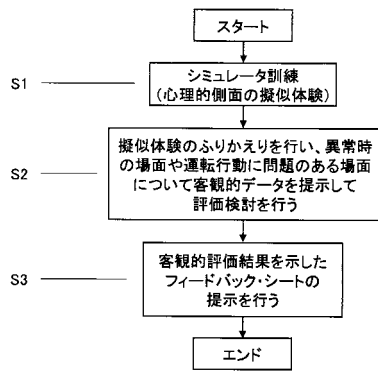 スタート
S1
シミュレータ訓練
(心理的側面の擬似体験)
S2
擬似体験のふりかえりを行い、異常時
の場面や運転行動に問題のある場面
について客観的データを提示して
評価検討を行う
S3
客観的評価結果を示した
フィードバック・シートの
提示を行う
エンド